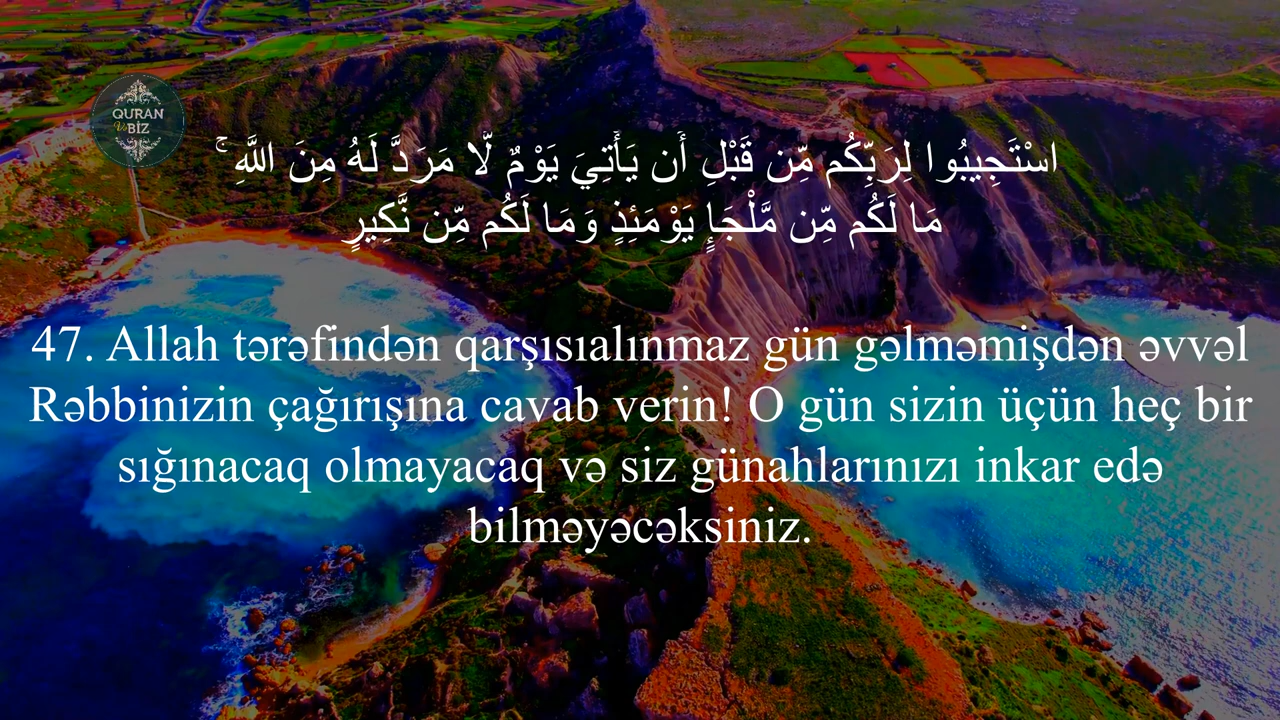 QURAN
Və BİZ
اسْتَجِيبُوا لِرَبِّكُم مِّن قَبْلِ أَن يَأْتِيَ يَوْمٌ لَّا مَرَدَّ لَهُ مِنَ اللَّهِ ۚ
مَا لَكُم مِّن مَّلْجَإٍ يَوْمَئِذٍ وَمَا لَكُم مِّن نَّكِيرٍ
47. Allah tərəfindən qarşısıalınmaz gün gəlməmişdən əvvəl
Rəbbinizin çağırışına cavab verin! O gün sizin üçün heç bir
sığınacaq olmayacaq və siz günahlarınızı inkar edə
bilməyəcəksiniz.